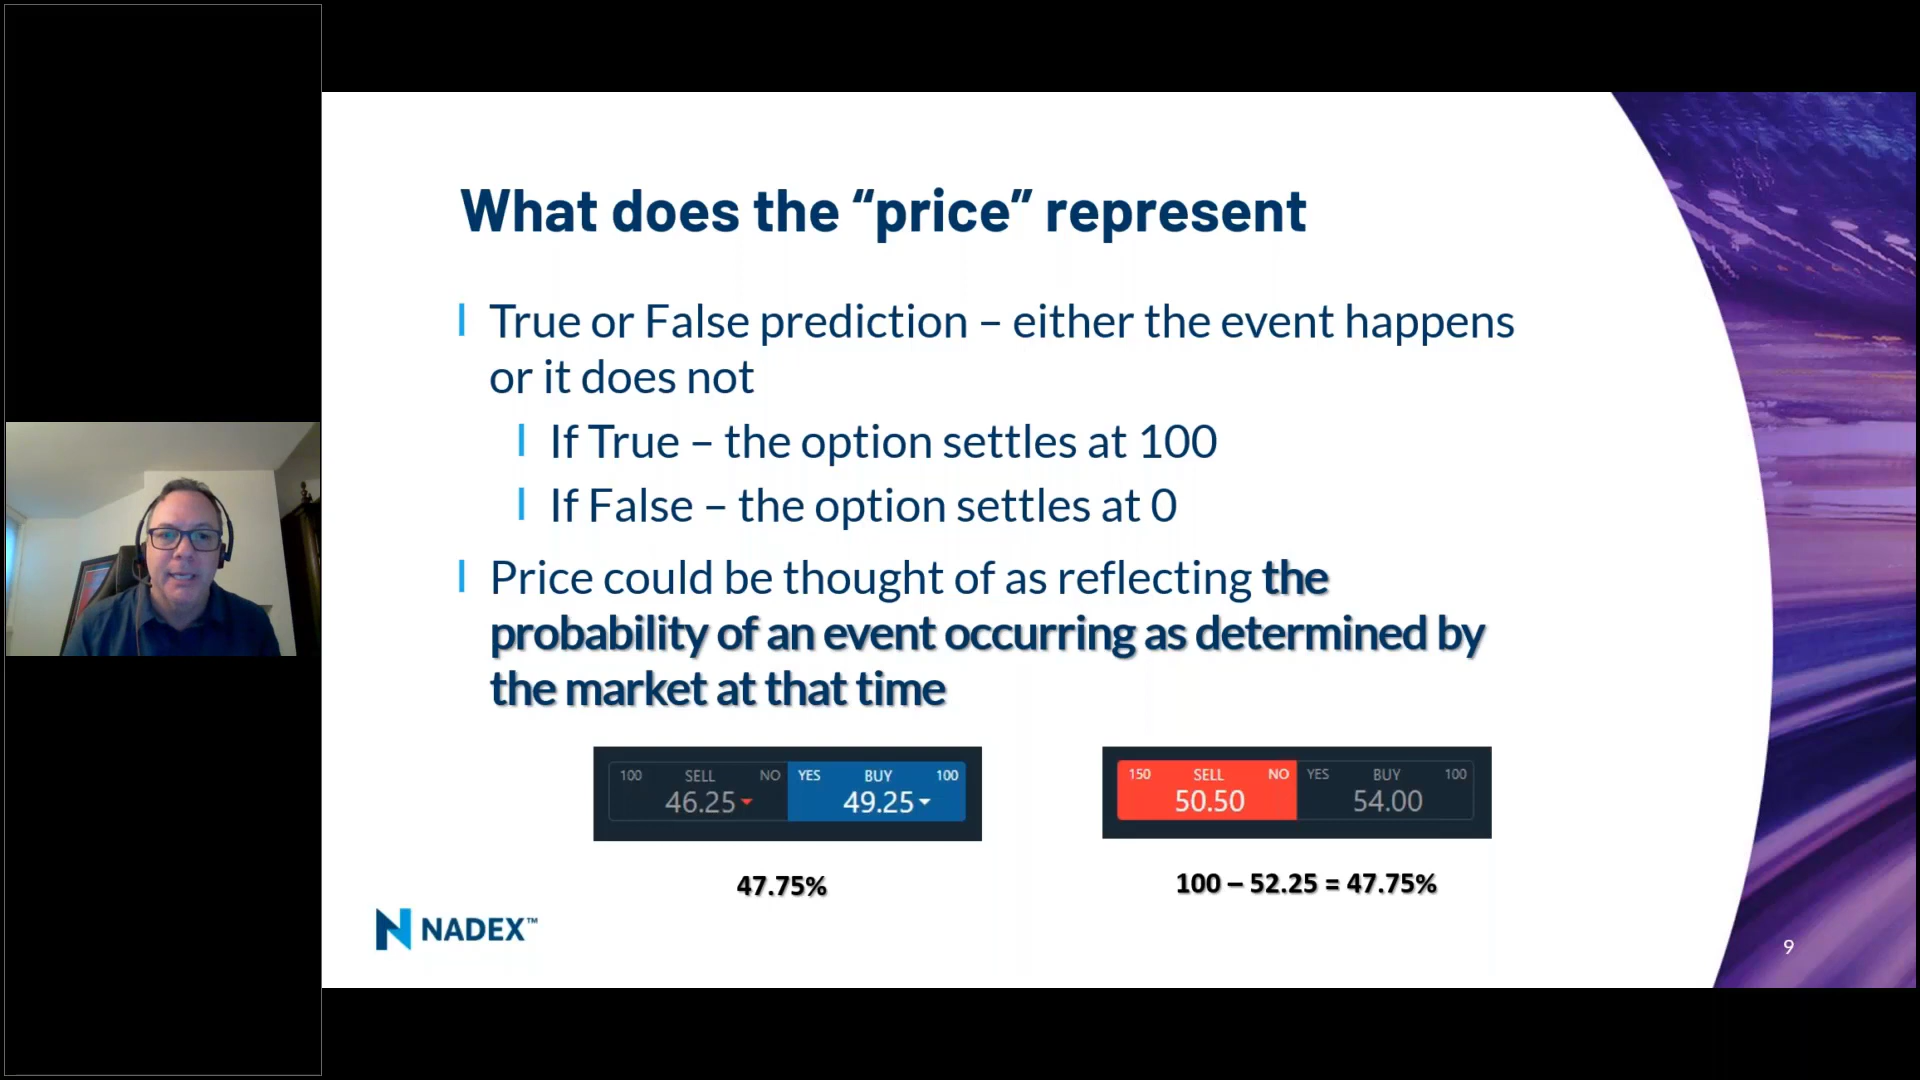 What does the “price” represent
True or False prediction – either the event happens
or it does not
If True – the option settles at 100
If False – the option settles at 0
Price could be thought of as reflecting the
probability of an event occurring as determined by
the market at that time
100 SELL NO YES BUY 100
46.25 49.25
150 SELL NO YES BUY 100
50.50 54.00
47.75%
100 – 52.25 = 47.75%
NADEX™
9